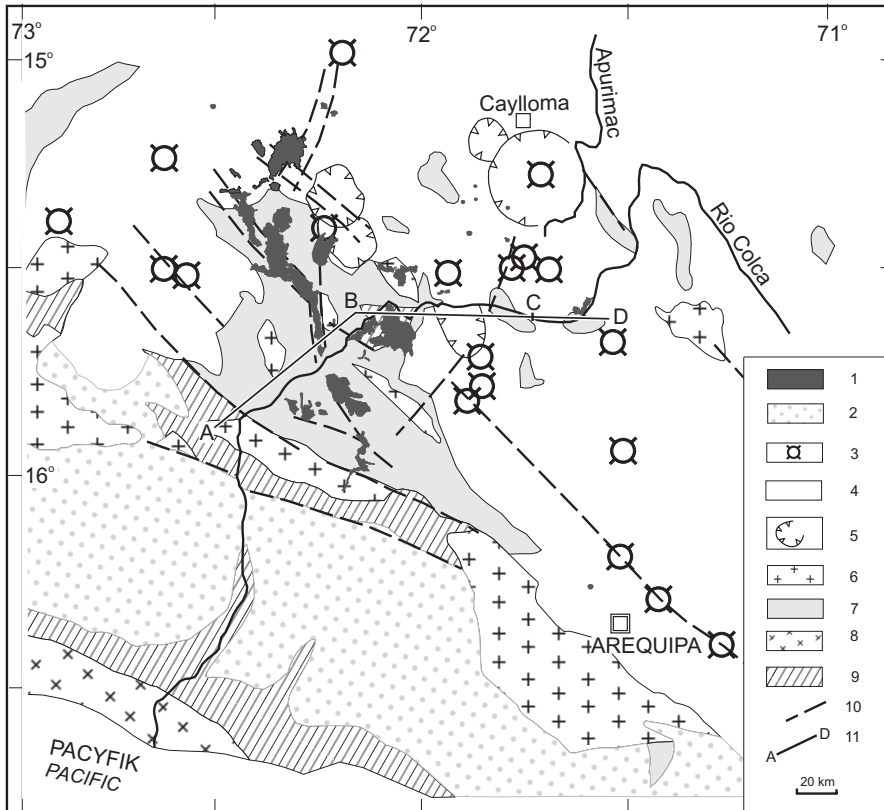 73° 72° 71°
15°
Apurimac
Caylloma
Rio Colca
B C D
A
16°
AREQUIPA
PACYFIK
PACIFIC
1
2
3
4
5
6
7
8
9
10
A D 11
20 km